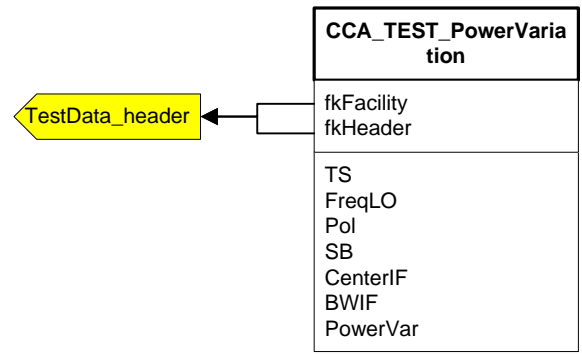 CCA_TEST_PowerVaria
tion
TestData_header
fkFacility
fkHeader
TS
FreqLO
Pol
SB
CenterIF
BWIF
PowerVar